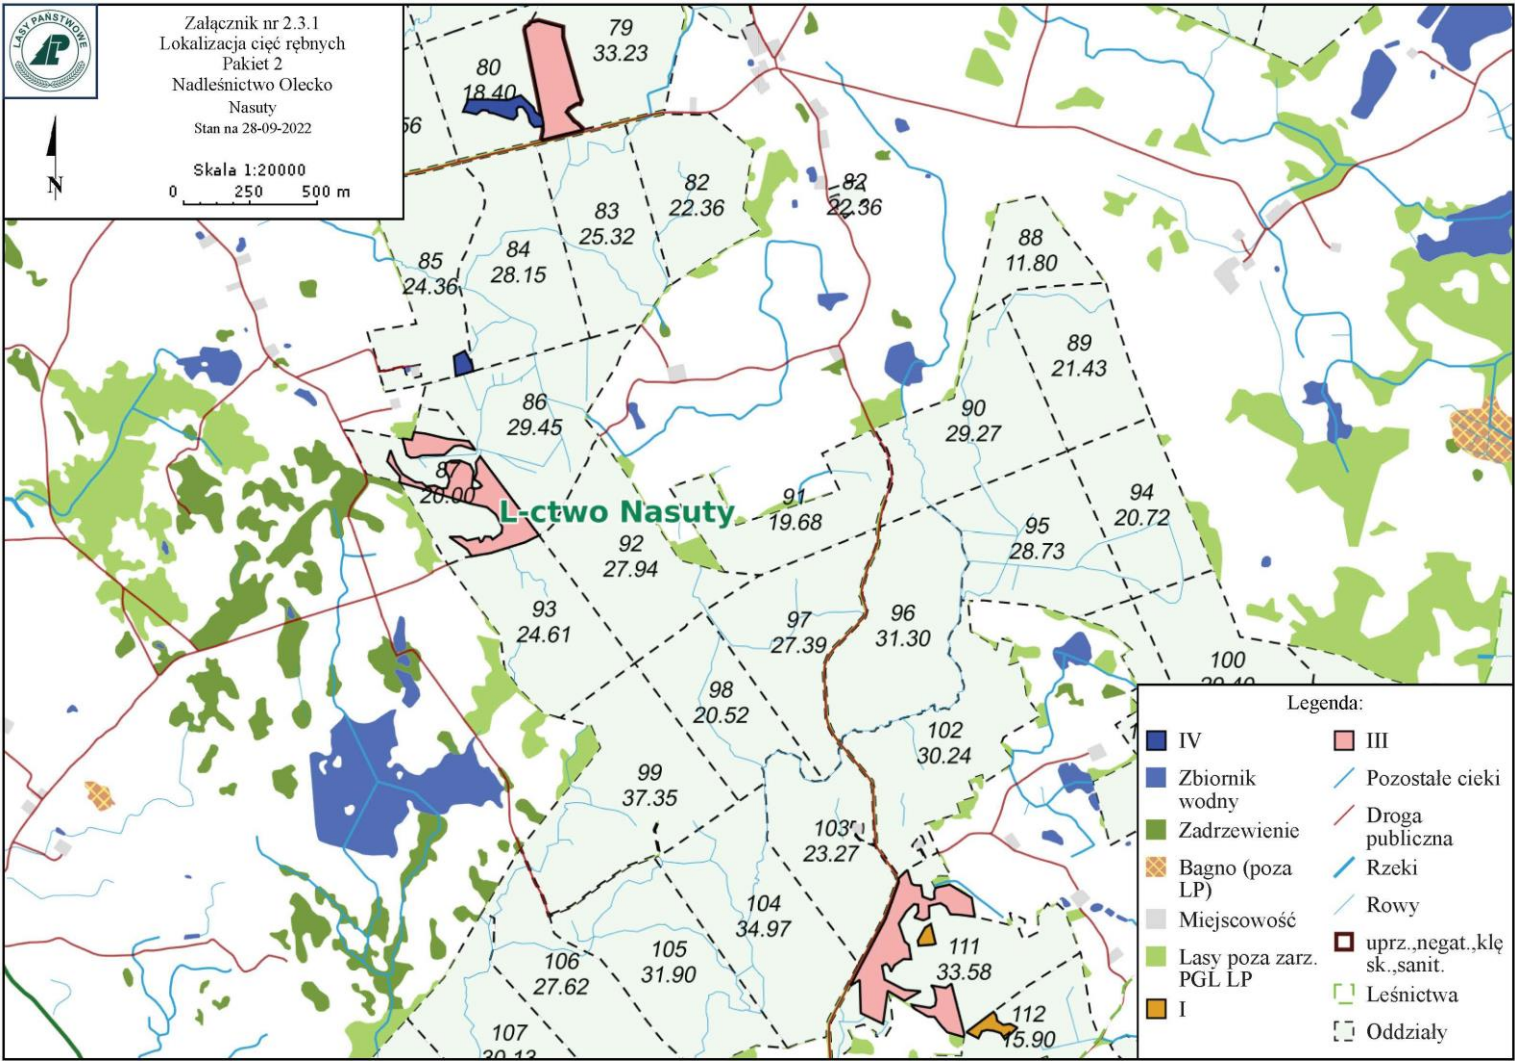 LASY PAŃSTWOWE
Załącznik nr 2.3.1
Lokalizacja cięć rębnych
Pakiet 2
Nadleśnictwo Olecko
Nasuty
Stan na 28-09-2022
N
Skala 1:20000
0 250 500 m
79
33.23
80
18.40
56
82
22.36
82
22.36
83
25.32
84
28.15
85
24.36
88
11.80
89
21.43
86
29.45
90
29.27
87
20.00
L-ctwo Nasuty
91
19.68
94
20.72
95
28.73
92
27.94
93
24.61
97
27.39
96
31.30
100
20.40
98
20.52
102
30.24
99
37.35
103
23.27
104
34.97
105
31.90
106
27.62
111
33.58
112
15.90
107
30.13
Legenda:
IV
Zbiornik
wodny
Zadrzewienie
Bagno (poza
LP)
Miejscowość
Lasy poza zarz.
PGL LP
I
III
Pozostałe cieki
Droga
publiczna
Rzeki
Rowy
uprz.,negat.,klę
sk.,sanit.
Leśnictwa
Oddziały